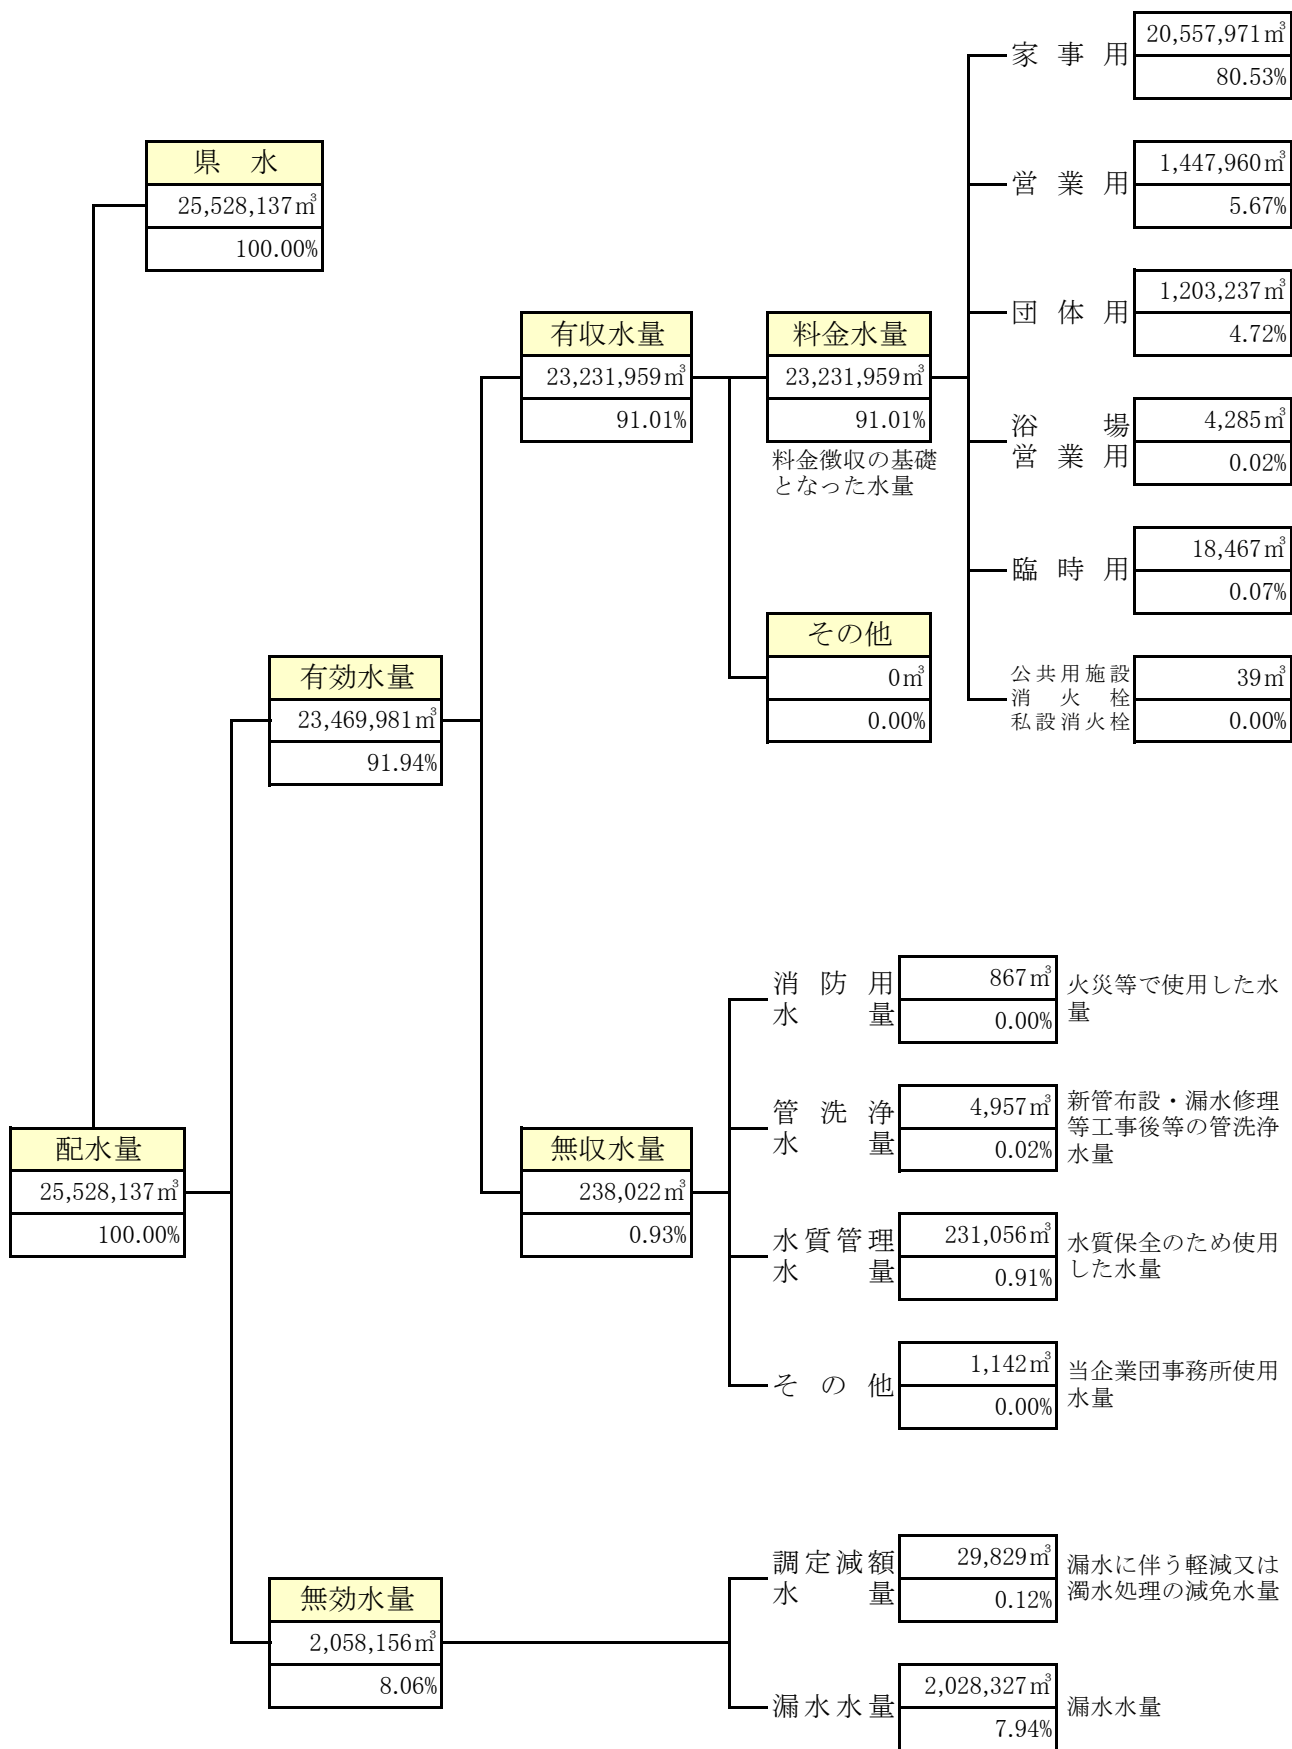 県 水
25,528,137㎥
100.00%
配水量
25,528,137㎥
100.00%
有効水量
23,469,981㎥
91.94%
無効水量
2,058,156㎥
8.06%
有収水量
23,231,959㎥
91.01%
無収水量
238,022㎥
0.93%
料金水量
23,231,959㎥
91.01%
料金徴収の基礎
となった水量
その他
0㎥
0.00%
家事用
20,557,971㎥
80.53%
営業用
1,447,960㎥
5.67%
団体用
1,203,237㎥
4.72%
浴場
営業用
4,285㎥
0.02%
臨時用
18,467㎥
0.07%
公共用施設
消火栓
私設消火栓
39㎥
0.00%
消防用
水量
867㎥
0.00%
火災等で使用した水
量
管洗浄
水量
4,957㎥
0.02%
新管布設・漏水修理
等工事後等の管洗浄
水量
水質管理
水量
231,056㎥
0.91%
水質保全のため使用
した水量
その他
1,142㎥
0.00%
当企業団事務所使用
水量
調定減額
水量
29,829㎥
0.12%
漏水に伴う軽減又は
濁水処理の減免水量
漏水水量
2,028,327㎥
7.94%
漏水水量